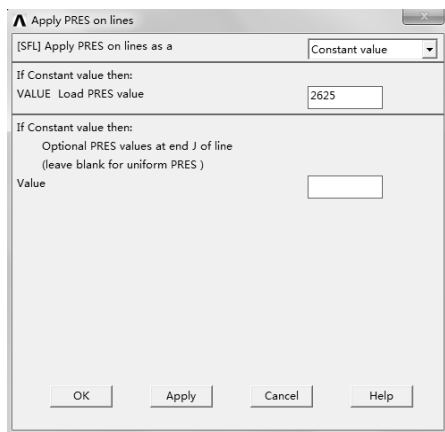 Apply PRES on lines
[SFL] Apply PRES on lines as a
Constant value
If Constant value then:
VALUE Load PRES value
2625
If Constant value then:
Optional PRES values at end J of line
(leave blank for uniform PRES )
Value
OK Apply Cancel Help